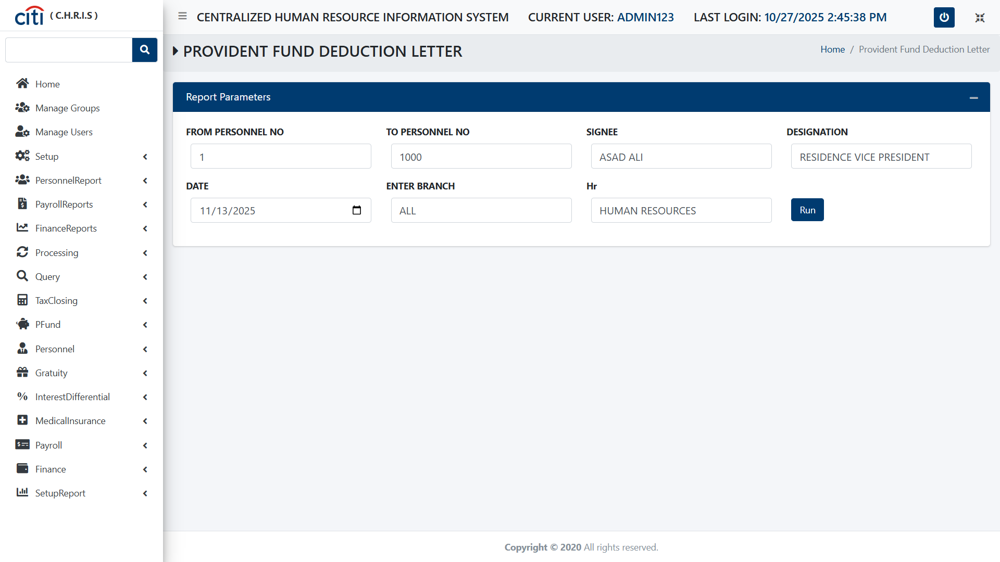 citi ( C.H.R.I.S )
CENTRALIZED HUMAN RESOURCE INFORMATION SYSTEM CURRENT USER: ADMIN123 LAST LOGIN: 10/27/2025 2:45:38 PM
PROVIDENT FUND DEDUCTION LETTER
Home / Provident Fund Deduction Letter
Home
Manage Groups
Manage Users
Setup
PersonnelReport
PayrollReports
FinanceReports
Processing
Query
TaxClosing
PFund
Personnel
Gratuity
InterestDifferential
MedicalInsurance
Payroll
Finance
SetupReport
Report Parameters
FROM PERSONNEL NO TO PERSONNEL NO SIGNEE DESIGNATION
1 1000 ASAD ALI RESIDENCE VICE PRESIDENT
DATE ENTER BRANCH Hr
11/13/2025 ALL HUMAN RESOURCES Run
Copyright © 2020 All rights reserved.